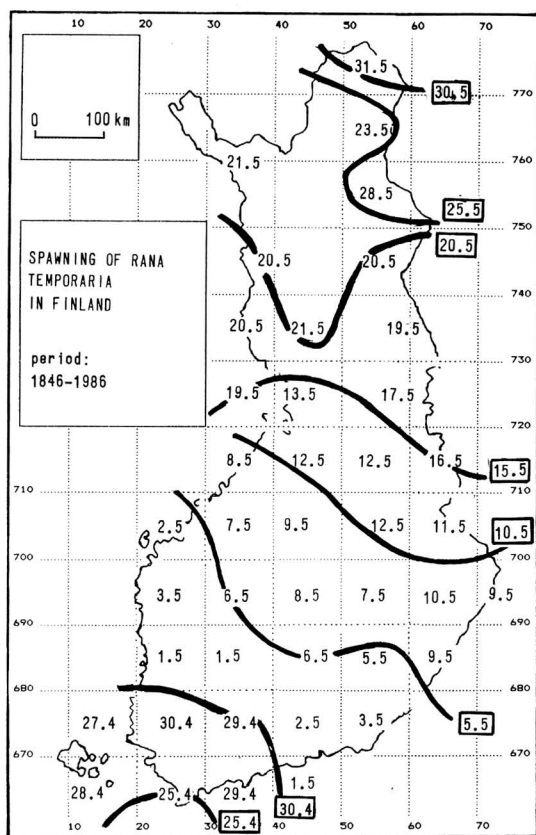 10 20 30 40 50 60 70
31.5
770
30.5
0 100 km
23.5
760
21.5
28.5
25.5
750
20.5
SPAWNING OF RANA
TEMPORARIA
IN FINLAND
20.5 20.5
740
20.5 21.5 19.5
period:
1846-1986
730
19.5 13.5 17.5
720
8.5 12.5 12.5 16.5
15.5
710
2.5 7.5 9.5 12.5 11.5
10.5
700
3.5 6.5 8.5 7.5 10.5 9.5
690
1.5 1.5 6.5 5.5 9.5
680
27.4 30.4 29.4 2.5 3.5
5.5
670
28.4 25.4 29.4 1.5
25.4 30.4
660
10 20 30 40 50 60 70